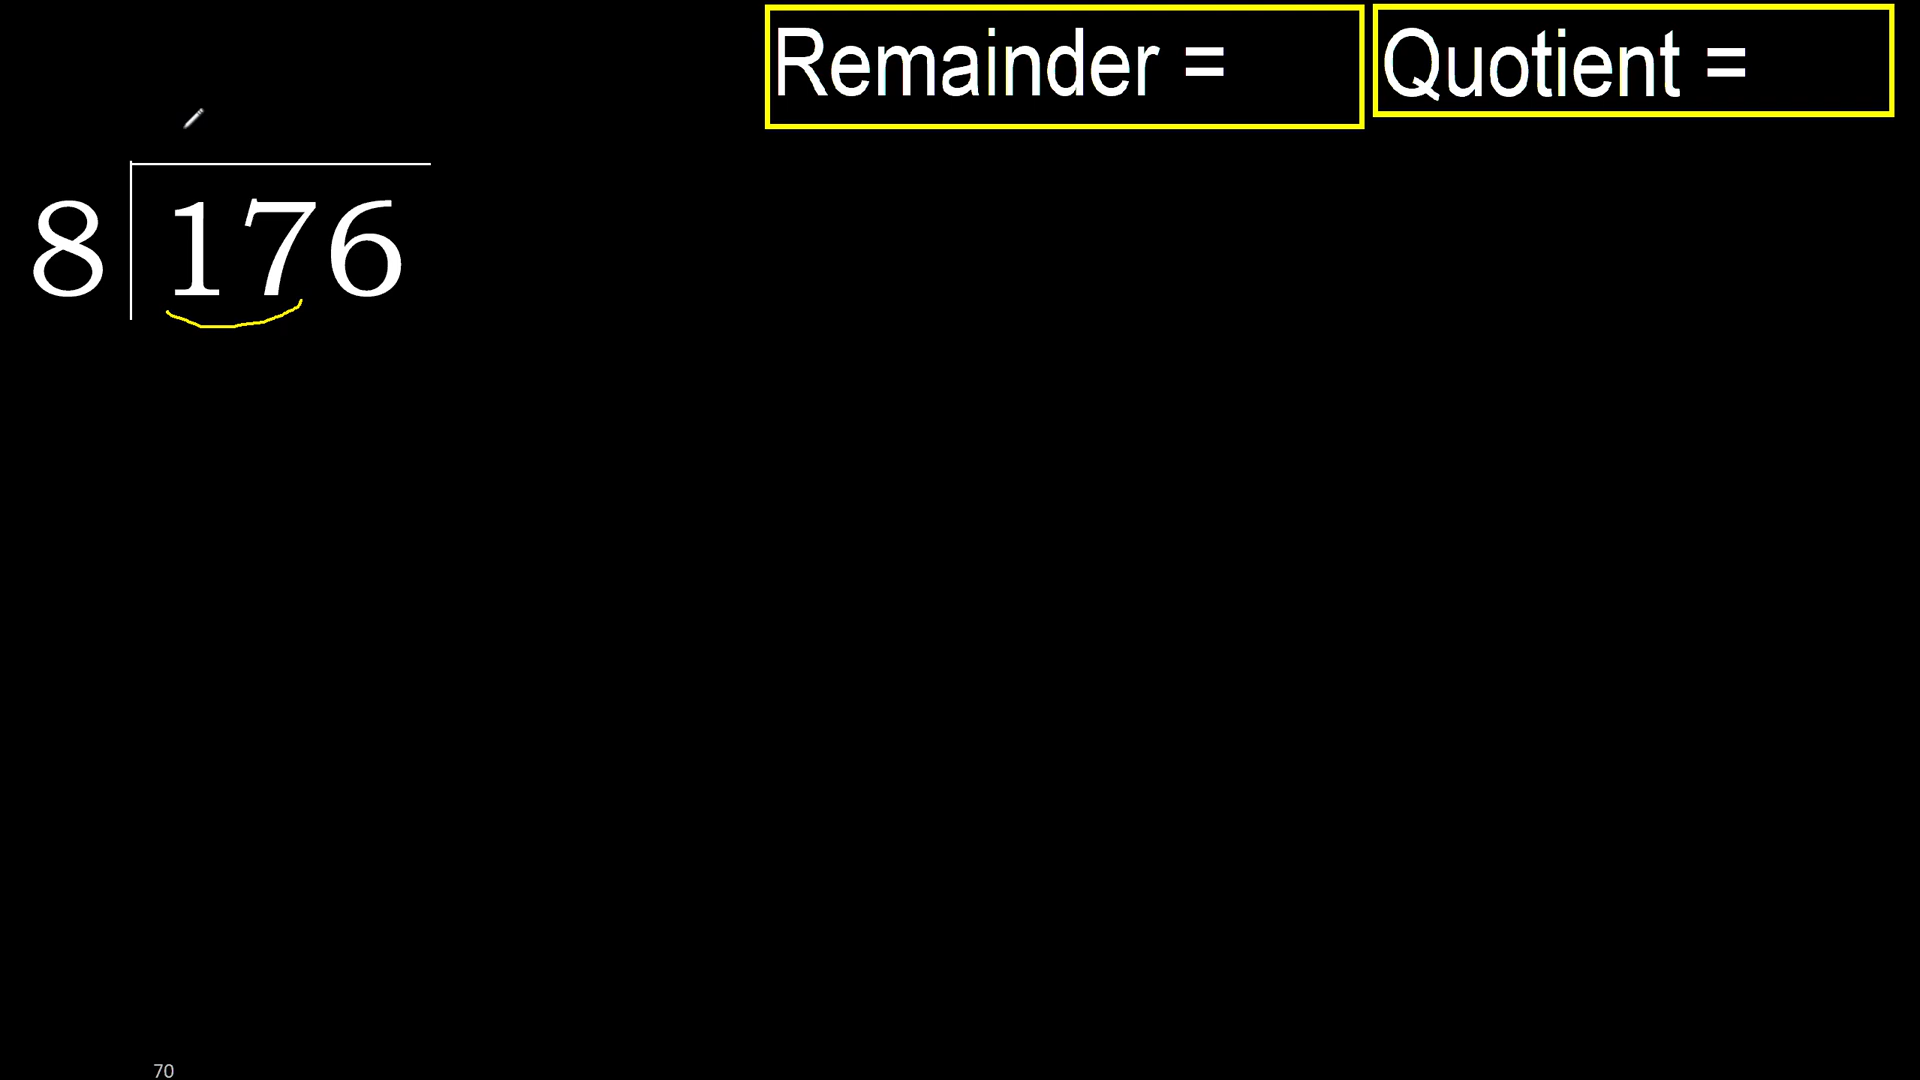 Remainder = Quotient =
8 176
70